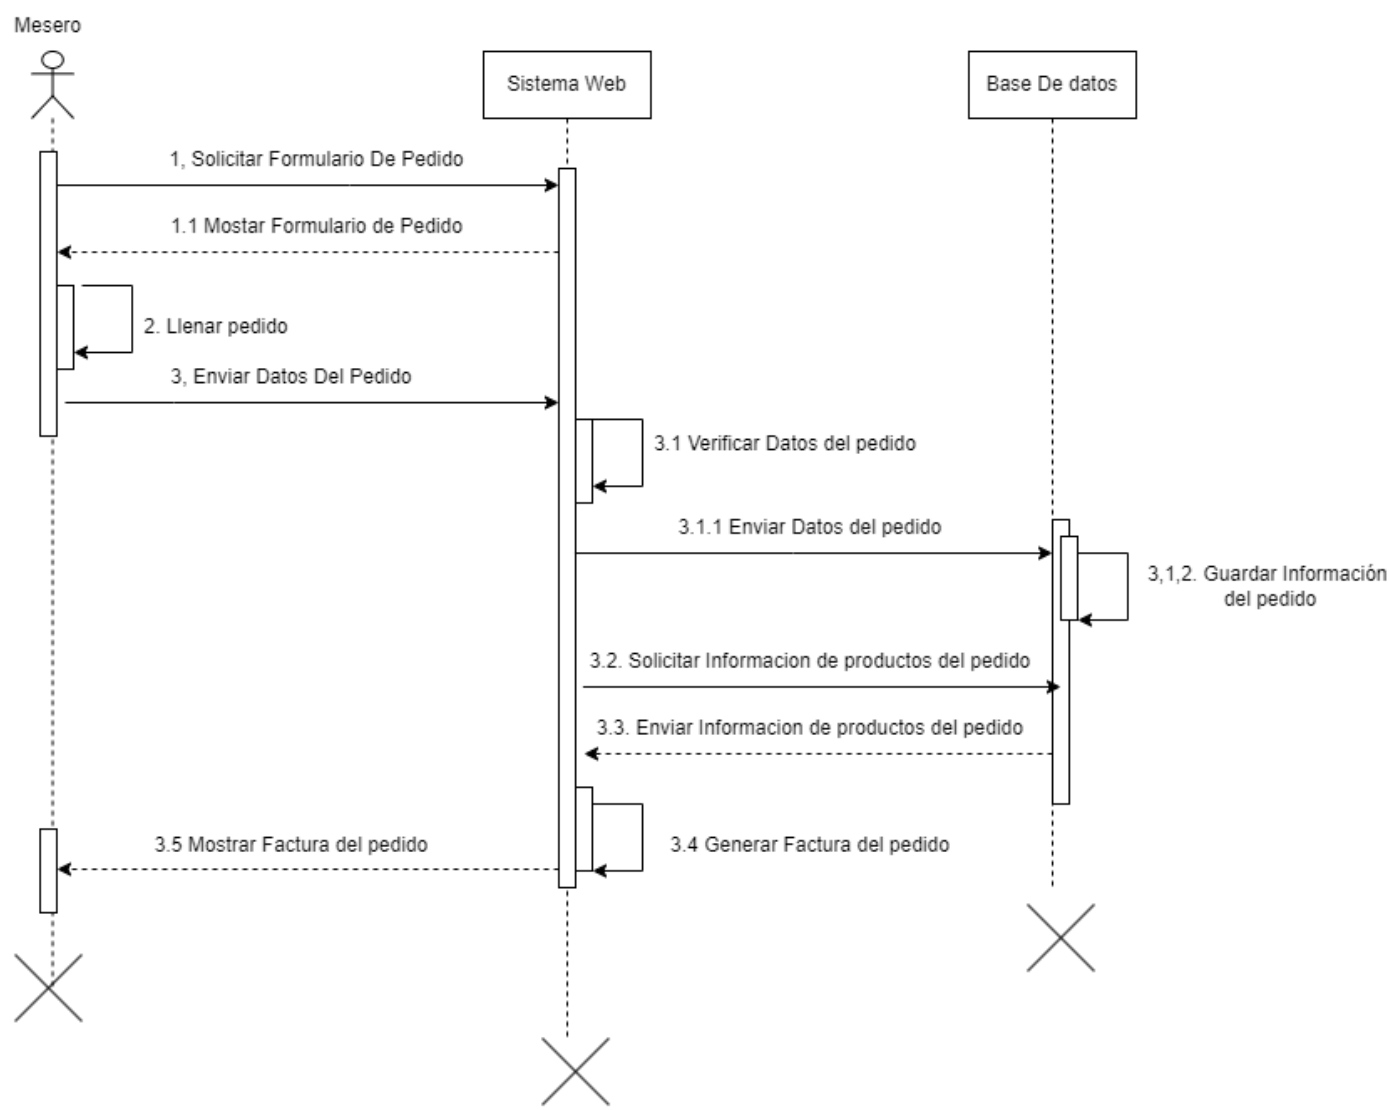 Mesero
Sistema Web
Base De datos
1, Solicitar Formulario De Pedido
1.1 Mostar Formulario de Pedido
2. Llenar pedido
3, Enviar Datos Del Pedido
3.1 Verificar Datos del pedido
3.1.1 Enviar Datos del pedido
3,1,2. Guardar Información
del pedido
3.2. Solicitar Informacion de productos del pedido
3.3. Enviar Informacion de productos del pedido
3.5 Mostrar Factura del pedido
3.4 Generar Factura del pedido